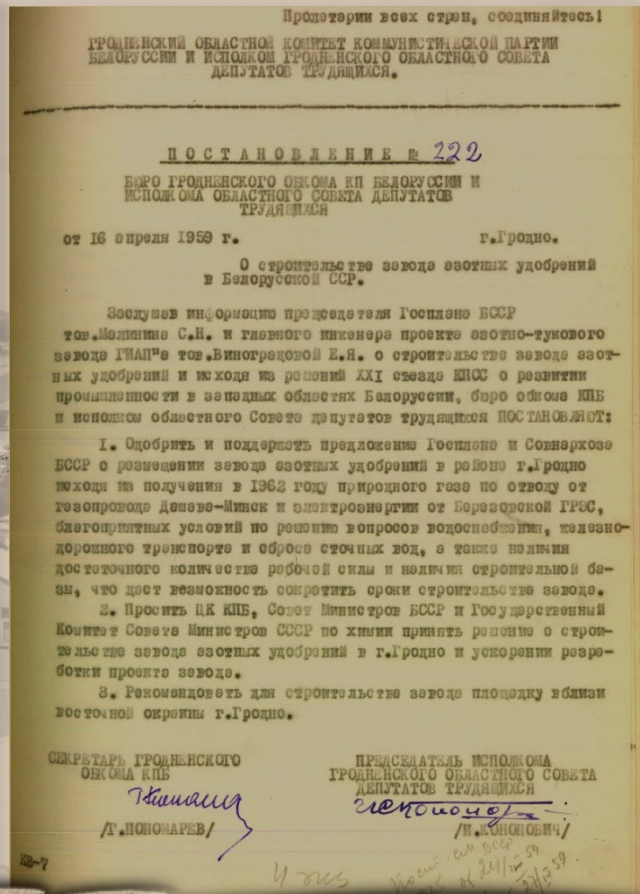 Пролетарии всех стран, соединяйтесь!
ГРОДНЕНСКИЙ ОБЛАСТНОЙ КОМИТЕТ КОММУНИСТИЧЕСКОЙ ПАРТИИ
БЕЛОРУССИИ И ИСПОЛКОМ ГРОДНЕНСКОГО ОБЛАСТНОГО СОВЕТА
ДЕПУТАТОВ ТРУДЯЩИХСЯ.
ПОСТАНОВЛЕНИЕ № 222
БЮРО ГРОДНЕНСКОГО ОБКОМА КП БЕЛОРУССИИ И
ИСПОЛКОМА ОБЛАСТНОГО СОВЕТА ДЕПУТАТОВ
ТРУДЯЩИХСЯ
от 16 апреля 1959 г. г.Гродно.
О строительстве завода азотных удобрений
в Белорусской ССР.
Заслушав информацию председателя Госплана БССР
тов.Малинина С.Н. и главного инженера проекта азотно-тукового
завода ГИАП"а тов.Виноградовой Е.Я. о строительстве завода азот-
ных удобрений и исходя из решений XXI съезда КПСС о развитии
промышленности в западных областях Белоруссии, бюро обкома КПБ
и исполком областного Совета депутатов трудящихся ПОСТАНОВЛЯЮТ:
1. Одобрить и поддержать предложение Госплана и Совнархоза
БССР о размещении завода азотных удобрений в районе г.Гродно
исходя из получения в 1962 году природного газа по отводу от
газопровода Дашава-Минск и электроэнергии от Березовской ГРЭС,
благоприятных условий по решению вопросов водоснабжения, железно-
дорожного транспорта и сброса сточных вод, а также наличия
достаточного количества рабочей силы и наличия строительной ба-
зы, что даст возможность сократить сроки строительства завода.
2. Просить ЦК КПБ, Совет Министров БССР и Государственный
Комитет Совета Министров СССР по химии принять решение о строи-
тельстве завода азотных удобрений в г.Гродно и ускорении разра-
ботки проекта завода.
3. Рекомендовать для строительства завода площадку вблизи
восточной окраины г.Гродно.
СЕКРЕТАРЬ ГРОДНЕНСКОГО
ОБКОМА КПБ
/Т.ПОНОМАРЕВ/
ПРЕДСЕДАТЕЛЬ ИСПОЛКОМА
ГРОДНЕНСКОГО ОБЛАСТНОГО СОВЕТА
ДЕПУТАТОВ ТРУДЯЩИХСЯ
/И.КОНОНОВИЧ/
4 экз